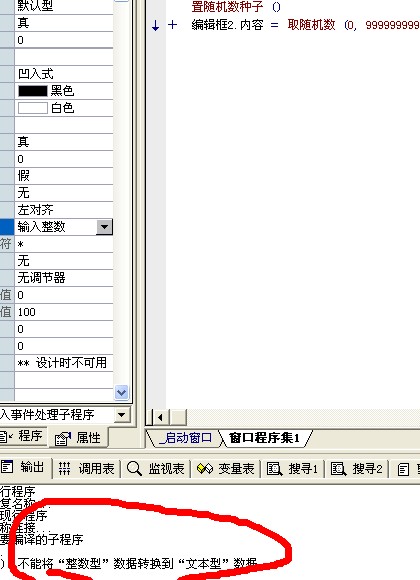 默认型
真
0
凹入式
黑色
白色
真
0
假
无
左对齐
输入整数
符 *
无
无调节器
值 0
值 100
0
0
** 设计时不可用
入事件处理子程序
程序 属性
置随机数种子 ()
编辑框2.内容 = 取随机数 (0, 999999999
_启动窗口 窗口程序集1
输出 调用表 监视表 变量表 搜寻1 搜寻2
行程序
复名称...
现行程序
称连接...
要编译的子程序
)不能将“整数型”数据转换到“文本型”数据